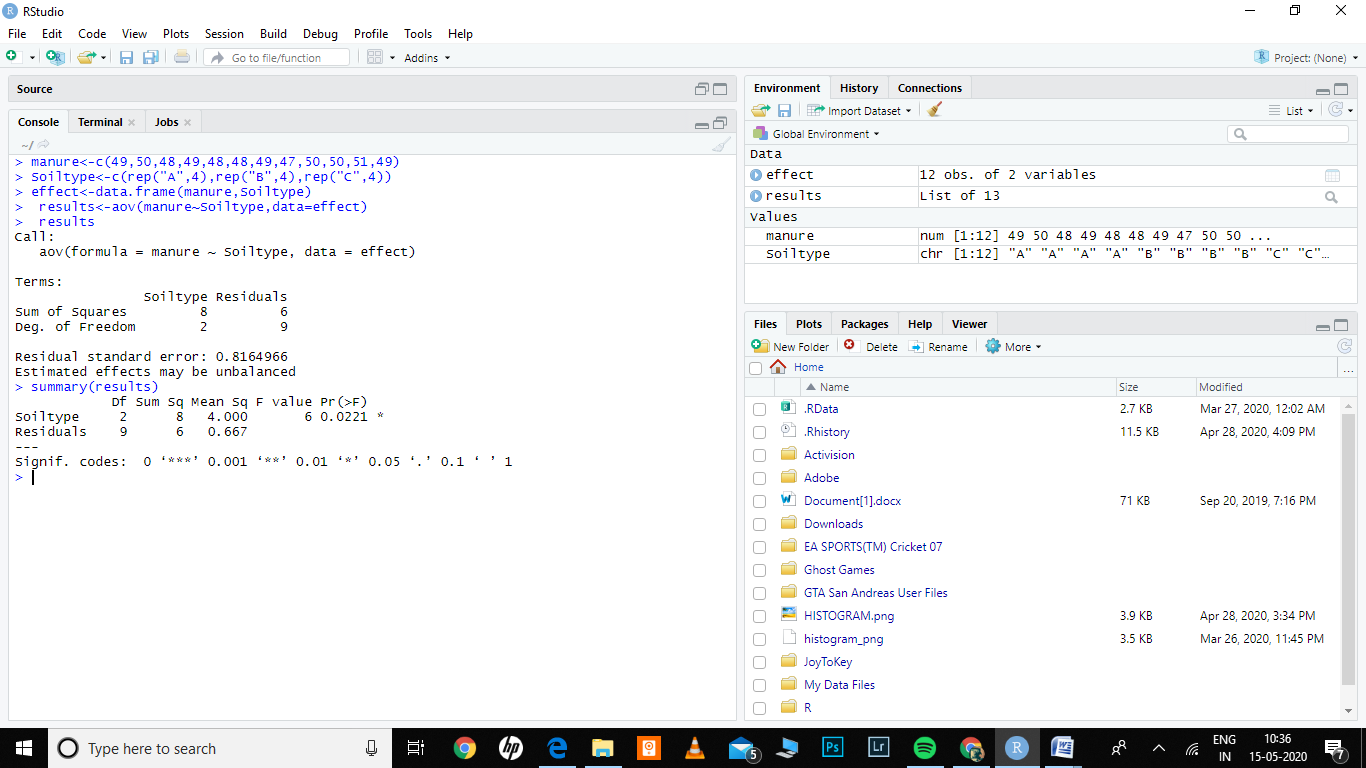 RStudio
File Edit Code View Plots Session Build Debug Profile Tools Help
Go to file/function Addins Project: (None)
Source
Console Terminal Jobs
~/
> manure<-c(49,50,48,49,48,48,49,47,50,50,51,49)
> Soiltype<-c(rep("A",4),rep("B",4),rep("C",4))
> effect<-data.frame(manure,Soiltype)
>  results<-aov(manure~Soiltype,data=effect)
>  results
Call:
   aov(formula = manure ~ Soiltype, data = effect)
Terms:
                Soiltype Residuals
Sum of Squares         8         6
Deg. of Freedom        2         9
Residual standard error: 0.8164966
Estimated effects may be unbalanced
> summary(results)
            Df Sum Sq Mean Sq F value Pr(>F)
Soiltype     2      8   4.000       6 0.0221 *
Residuals    9      6   0.667
---
Signif. codes:  0 ‘***’ 0.001 ‘**’ 0.01 ‘*’ 0.05 ‘.’ 0.1 ‘ ’ 1
>
Environment History Connections
Import Dataset List
Global Environment
Data
effect 12 obs. of 2 variables
results List of 13
Values
manure num [1:12] 49 50 48 49 48 48 49 47 50 50 ...
Soiltype chr [1:12] "A" "A" "A" "A" "B" "B" "B" "B" "C" "C"…
Files Plots Packages Help Viewer
New Folder Delete Rename More
Home ...
Name Size Modified
.RData 2.7 KB Mar 27, 2020, 12:02 AM
.Rhistory 11.5 KB Apr 28, 2020, 4:09 PM
Activision
Adobe
Document[1].docx 71 KB Sep 20, 2019, 7:16 PM
Downloads
EA SPORTS(TM) Cricket 07
Ghost Games
GTA San Andreas User Files
HISTOGRAM.png 3.9 KB Apr 28, 2020, 3:34 PM
histogram_png 3.5 KB Mar 26, 2020, 11:45 PM
JoyToKey
My Data Files
R
Type here to search hp 5 Ps Lr R W ENG 10:36
IN 15-05-2020 7